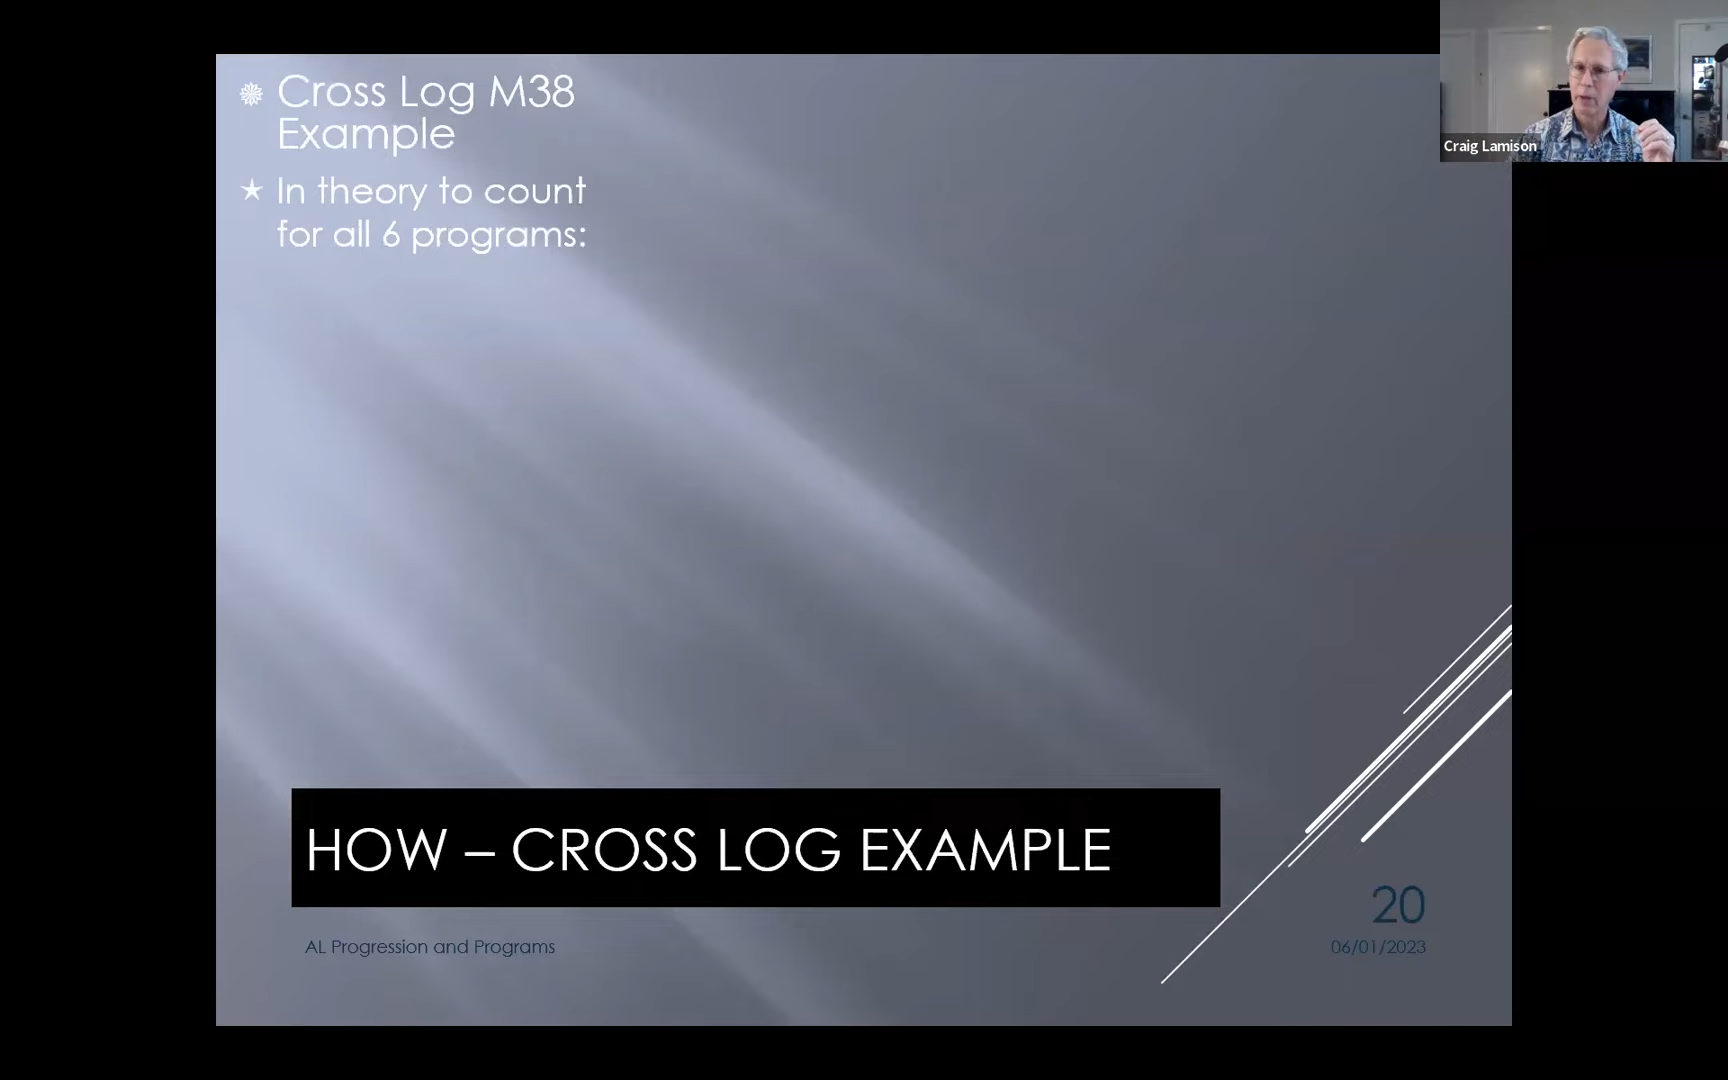 Cross Log M38
Example
In theory to count
for all 6 programs:
Craig Lamison
HOW – CROSS LOG EXAMPLE
20
AL Progression and Programs
06/01/2023